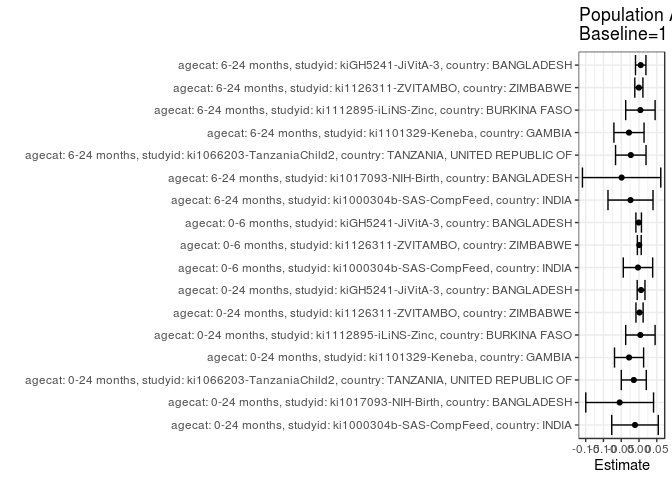 Population
Baseline=1
agecat: 6-24 months, studyid: kiGH5241-JiVitA-3, country: BANGLADESH
agecat: 6-24 months, studyid: ki1126311-ZVITAMBO, country: ZIMBABWE
agecat: 6-24 months, studyid: ki1112895-iLiNS-Zinc, country: BURKINA FASO
agecat: 6-24 months, studyid: ki1101329-Keneba, country: GAMBIA
agecat: 6-24 months, studyid: ki1066203-TanzaniaChild2, country: TANZANIA, UNITED REPUBLIC OF
agecat: 6-24 months, studyid: ki1017093-NIH-Birth, country: BANGLADESH
agecat: 6-24 months, studyid: ki1000304b-SAS-CompFeed, country: INDIA
agecat: 0-6 months, studyid: kiGH5241-JiVitA-3, country: BANGLADESH
agecat: 0-6 months, studyid: ki1126311-ZVITAMBO, country: ZIMBABWE
agecat: 0-6 months, studyid: ki1000304b-SAS-CompFeed, country: INDIA
agecat: 0-24 months, studyid: kiGH5241-JiVitA-3, country: BANGLADESH
agecat: 0-24 months, studyid: ki1126311-ZVITAMBO, country: ZIMBABWE
agecat: 0-24 months, studyid: ki1112895-iLiNS-Zinc, country: BURKINA FASO
agecat: 0-24 months, studyid: ki1101329-Keneba, country: GAMBIA
agecat: 0-24 months, studyid: ki1066203-TanzaniaChild2, country: TANZANIA, UNITED REPUBLIC OF
agecat: 0-24 months, studyid: ki1017093-NIH-Birth, country: BANGLADESH
agecat: 0-24 months, studyid: ki1000304b-SAS-CompFeed, country: INDIA
-0.15 -0.10 -0.05 0.00 0.05
Estimate